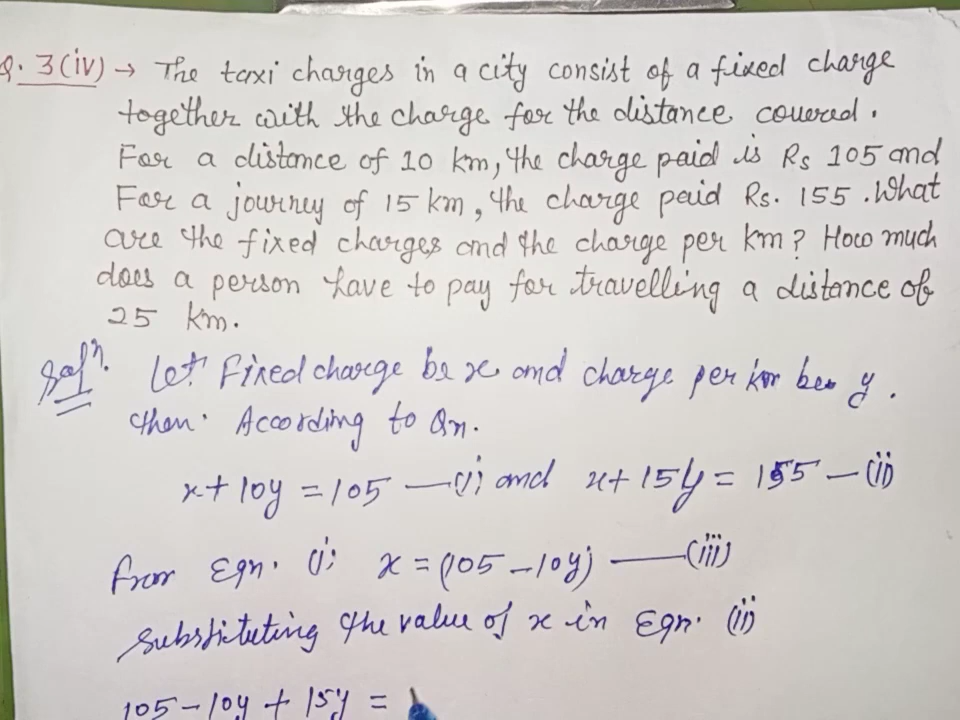 Q. 3(iv) → The taxi charges in a city consist of a fixed charge
together with the charge for the distance covered.
For a distance of 10 km, the charge paid is Rs 105 and
For a journey of 15 km, the charge paid Rs. 155. What
are the fixed charges and the charge per km? How much
does a person have to pay for travelling a distance of
25 km.
Solⁿ. Let Fixed charge be x and charge per km be y.
then. According to Qn.
x + 10y = 105 —(i) and x + 15y = 155 —(ii)
from Eqn. (i) x = (105 – 10y) ——(iii)
Substituting the value of x in Eqn. (ii)
105 – 10y + 15y =